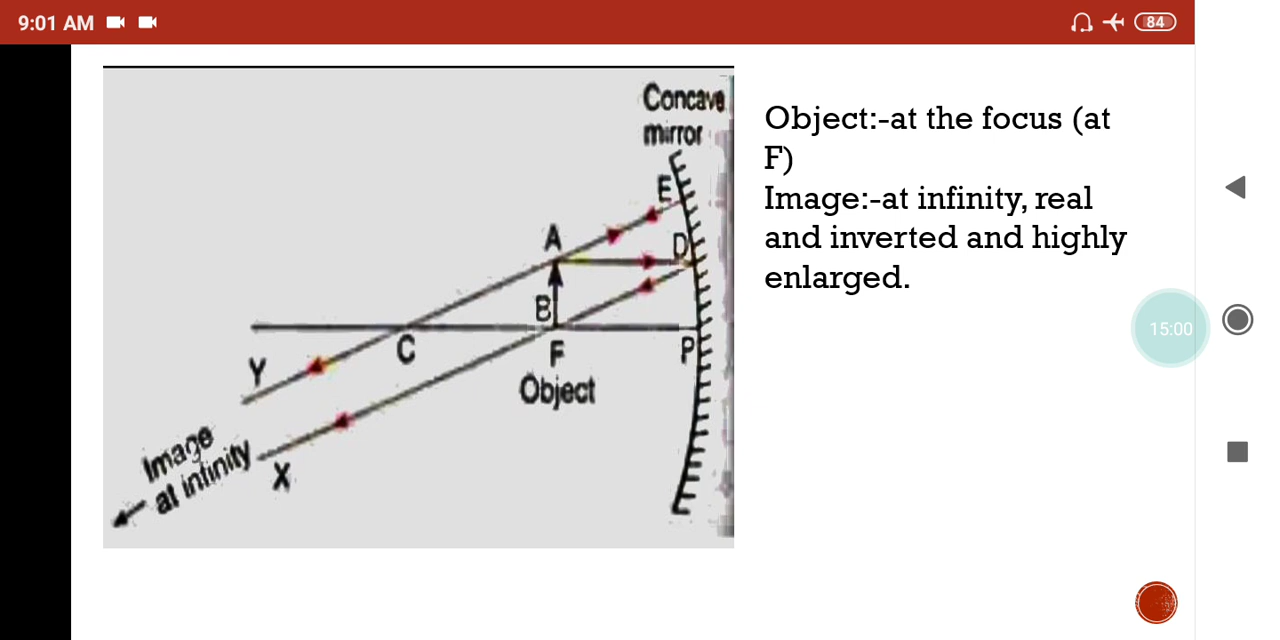 9:01 AM
84
Concave
mirror
E
A
D
B
C
F
P
Y
Object
Image
at infinity
X
Object:-at the focus (at
F)
Image:-at infinity, real
and inverted and highly
enlarged.
15:00